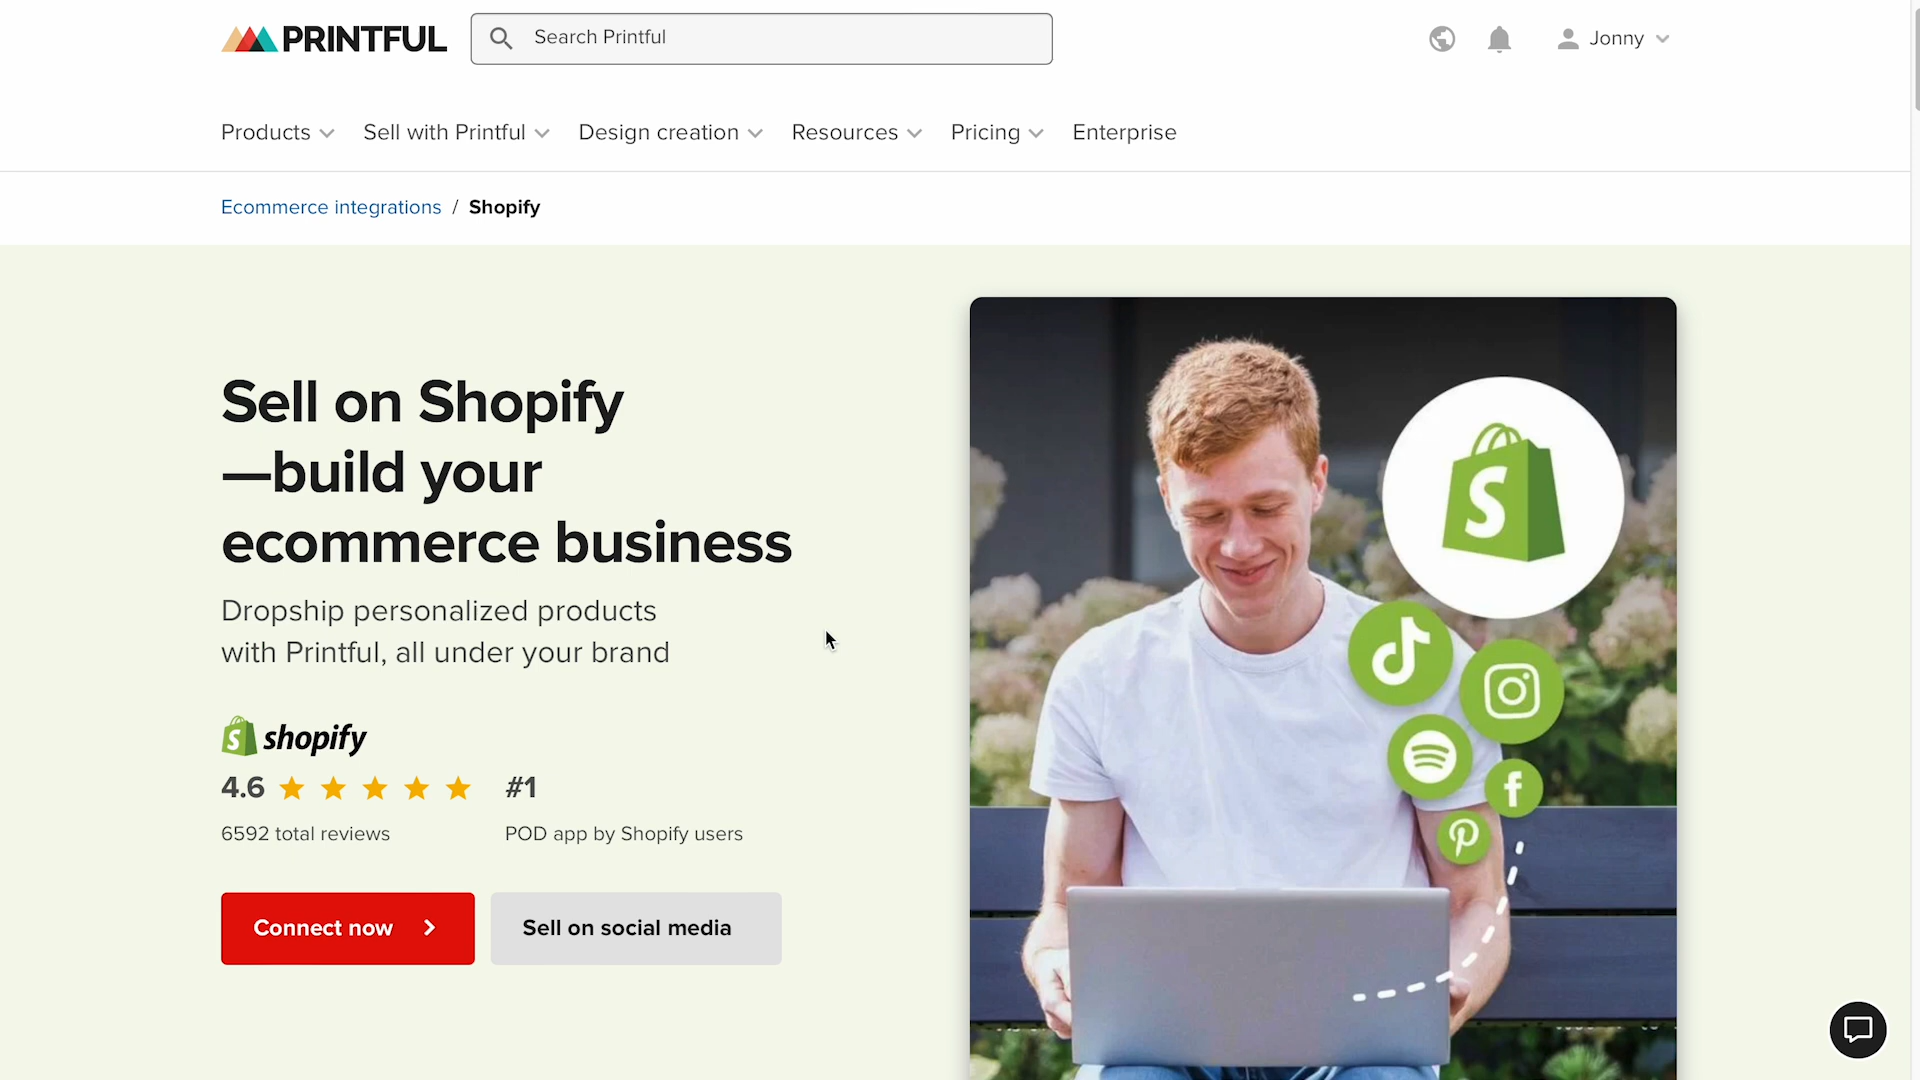 PRINTFUL
Search Printful
Jonny
Products
Sell with Printful
Design creation
Resources
Pricing
Enterprise
Ecommerce integrations / Shopify
Sell on Shopify
—build your
ecommerce business
Dropship personalized products
with Printful, all under your brand
shopify
4.6
#1
6592 total reviews
POD app by Shopify users
Connect now
Sell on social media